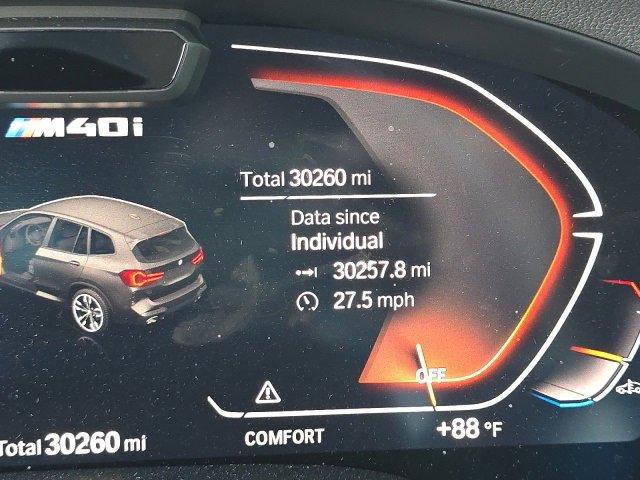 M40i
Total 30260 mi
Data since
Individual
30257.8 mi
27.5 mph
OFF
Total 30260 mi
COMFORT
+88 °F